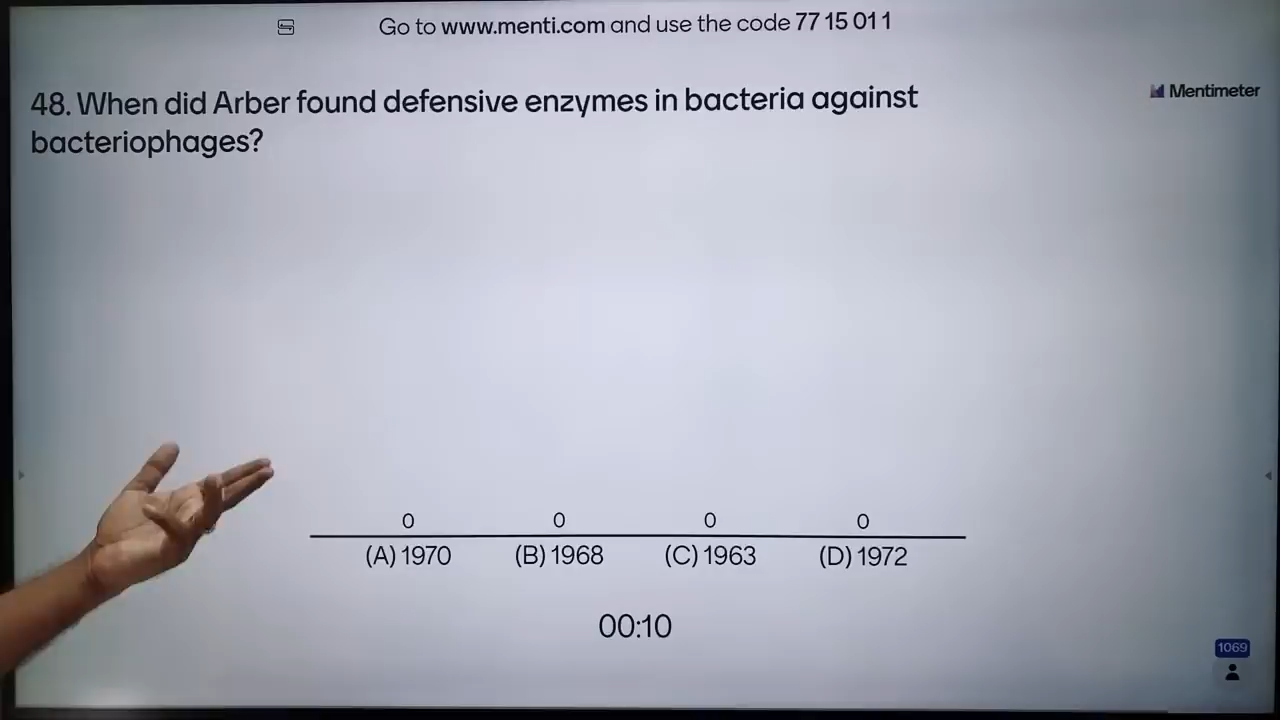 Go to www.menti.com and use the code 77 15 01 1
48. When did Arber found defensive enzymes in bacteria against
bacteriophages?
Mentimeter
0 0 0 0
(A) 1970 (B) 1968 (C) 1963 (D) 1972
00:10
1069